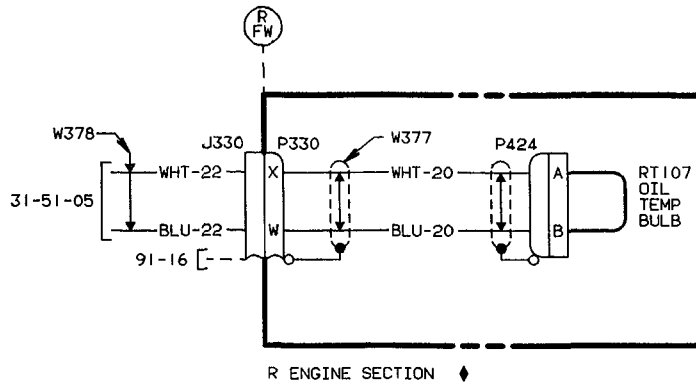 R
FW
W378
J330
P330
W377
P424
WHT-22
X
WHT-20
A
RT107
OIL
TEMP
BULB
31-51-05
BLU-22
W
BLU-20
B
91-16
R ENGINE SECTION